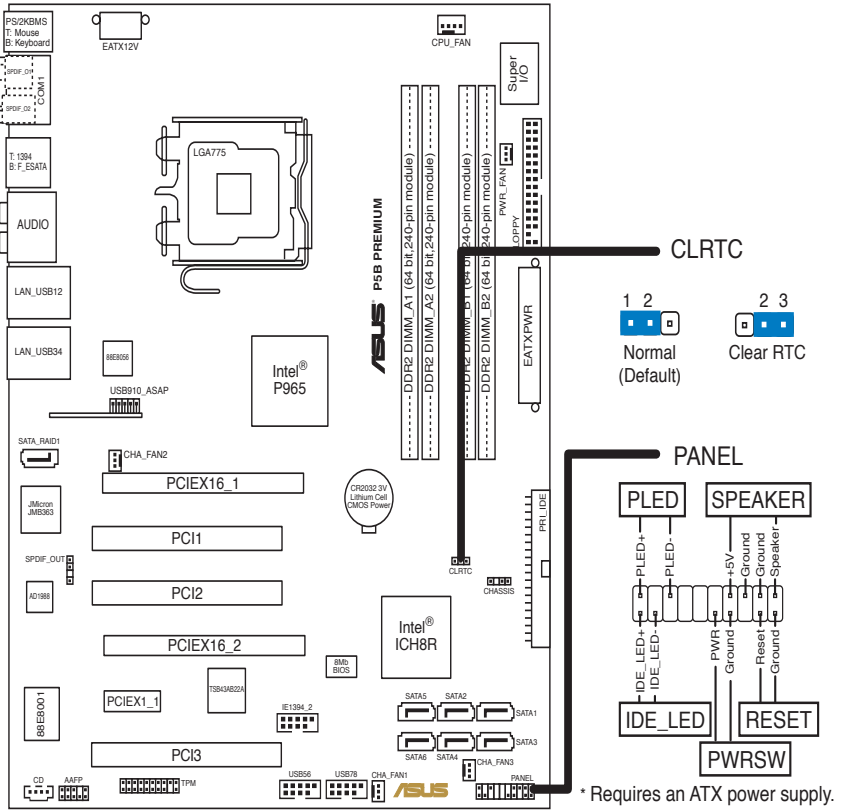 PS/2KBMS
T: Mouse
B: Keyboard
EATX12V
CPU_FAN
Super
I/O
SPDIF_O1
SPDIF_O2
COM1
T: 1394
B: F_ESATA
LGA775
PWR_FAN
AUDIO
LAN_USB12
LAN_USB34
88E8056
Intel®
P965
ASUS
P5B PREMIUM
DDR2 DIMM_A1 (64 bit,240-pin module)
DDR2 DIMM_A2 (64 bit,240-pin module)
DDR2 DIMM_B1 (64 bit,240-pin module)
DDR2 DIMM_B2 (64 bit,240-pin module)
LOPPY
EATXPWR
CLRTC
1 2
2 3
Normal
(Default)
Clear RTC
USB910_ASAP
SATA_RAID1
CHA_FAN2
PCIEX16_1
JMicron
JMB363
CR2032 3V
Lithium Cell
CMOS Power
PRI_IDE
PCI1
SPDIF_OUT
AD1988
PCI2
CLRTC
CHASSIS
PCIEX16_2
8Mb
BIOS
Intel®
ICH8R
88E8001
PCIEX1_1
TSB43AB22A
IE1394_2
SATA5
SATA2
SATA1
SATA6
SATA4
SATA3
PCI3
CHA_FAN3
CD
AAFP
TPM
USB56
USB78
CHA_FAN1
ASUS
PANEL
PANEL
PLED
SPEAKER
PLED+
PLED-
+5V
Ground
Ground
Speaker
IDE_LED+
IDE_LED-
PWR
Ground
Reset
Ground
IDE_LED
RESET
PWRSW
* Requires an ATX power supply.